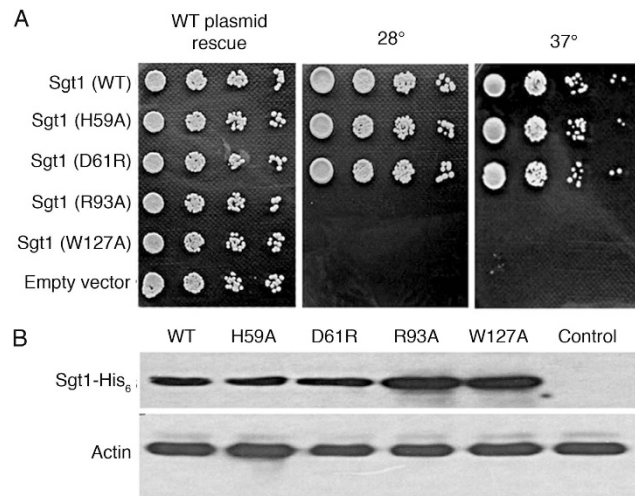 A
WT plasmid
rescue
28°
37°
Sgt1 (WT)
Sgt1 (H59A)
Sgt1 (D61R)
Sgt1 (R93A)
Sgt1 (W127A)
Empty vector
B
WT H59A D61R R93A W127A Control
Sgt1-His₆
Actin